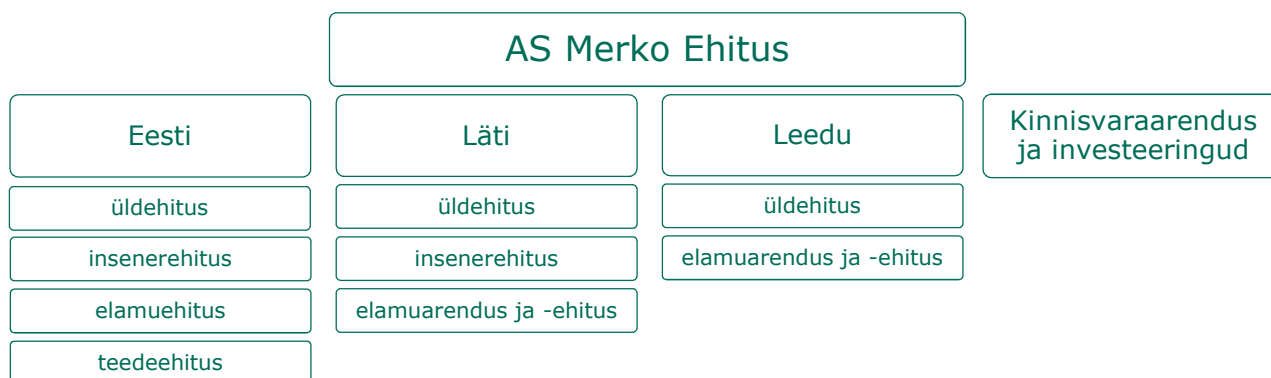 AS Merko Ehitus
Eesti
Läti
Leedu
Kinnisvaraarendus
ja investeeringud
üldehitus
üldehitus
üldehitus
insenerehitus
insenerehitus
elamuarendus ja -ehitus
elamuehitus
elamuarendus ja -ehitus
teedeehitus